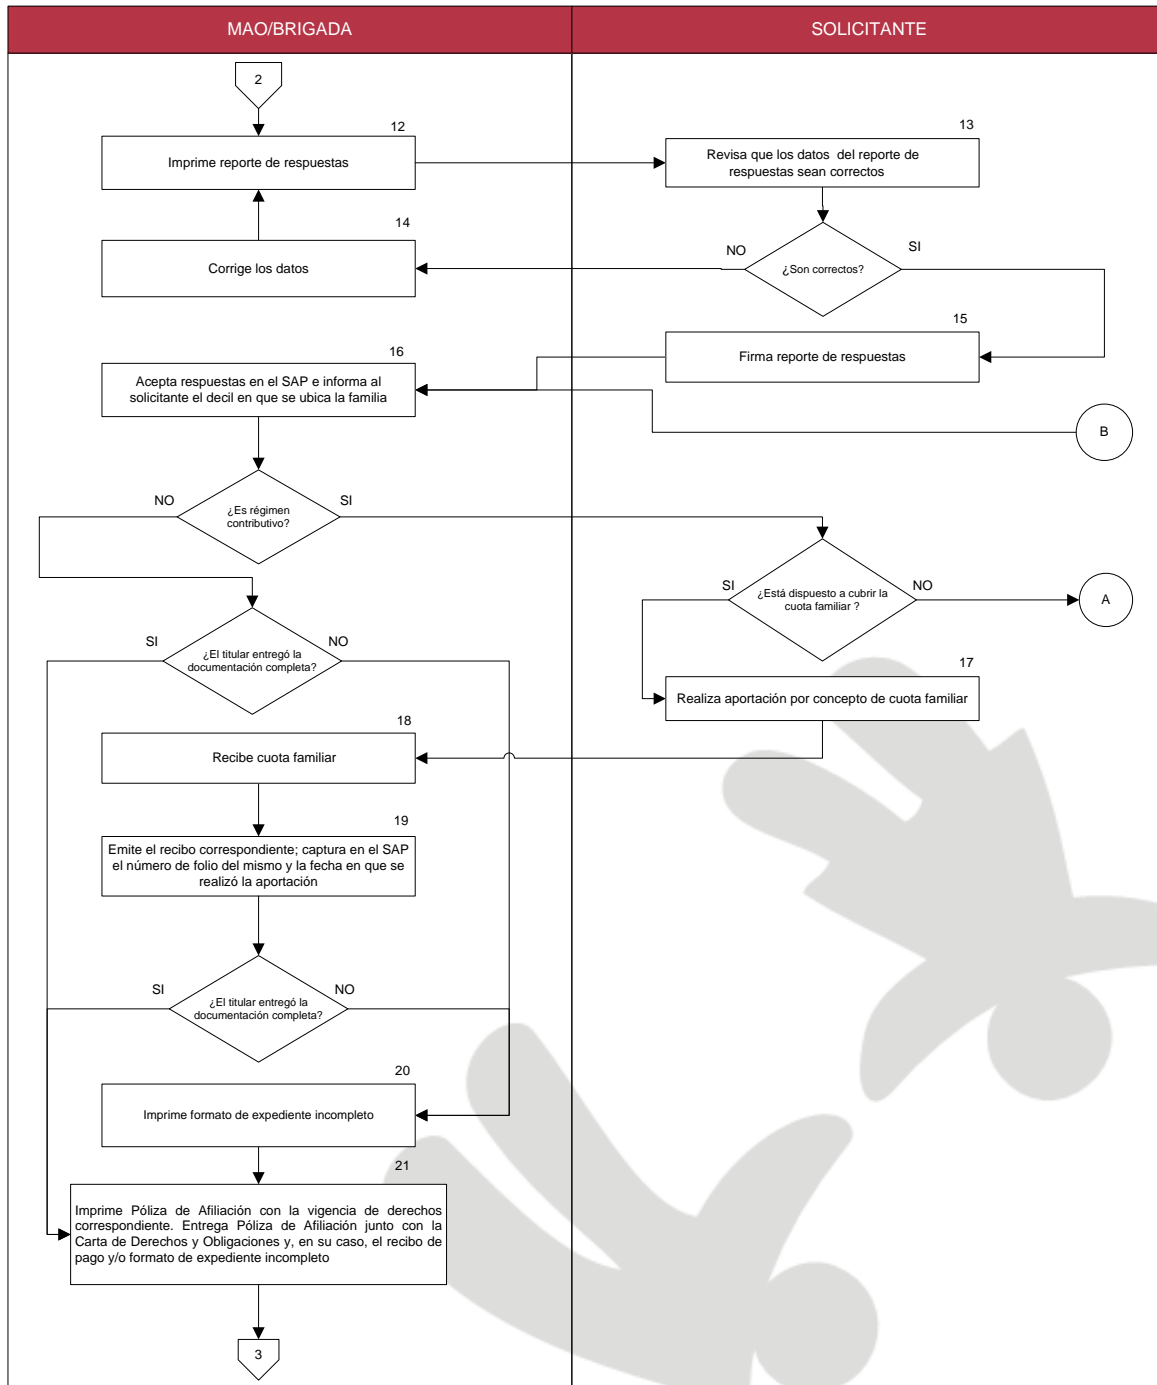 MAO/BRIGADA
SOLICITANTE
2
12
Imprime reporte de respuestas
13
Revisa que los datos del reporte de
respuestas sean correctos
14
Corrige los datos
NO
¿Son correctos?
SI
15
Firma reporte de respuestas
16
Acepta respuestas en el SAP e informa al
solicitante el decil en que se ubica la familia
B
NO
¿Es régimen
contributivo?
SI
SI
¿Está dispuesto a cubrir la
cuota familiar ?
NO
A
SI
¿El titular entregó la
documentación completa?
NO
17
Realiza aportación por concepto de cuota familiar
18
Recibe cuota familiar
19
Emite el recibo correspondiente; captura en el SAP
el número de folio del mismo y la fecha en que se
realizó la aportación
SI
¿El titular entregó la
documentación completa?
NO
20
Imprime formato de expediente incompleto
21
Imprime Póliza de Afiliación con la vigencia de derechos
correspondiente. Entrega Póliza de Afiliación junto con la
Carta de Derechos y Obligaciones y, en su caso, el recibo de
pago y/o formato de expediente incompleto
3